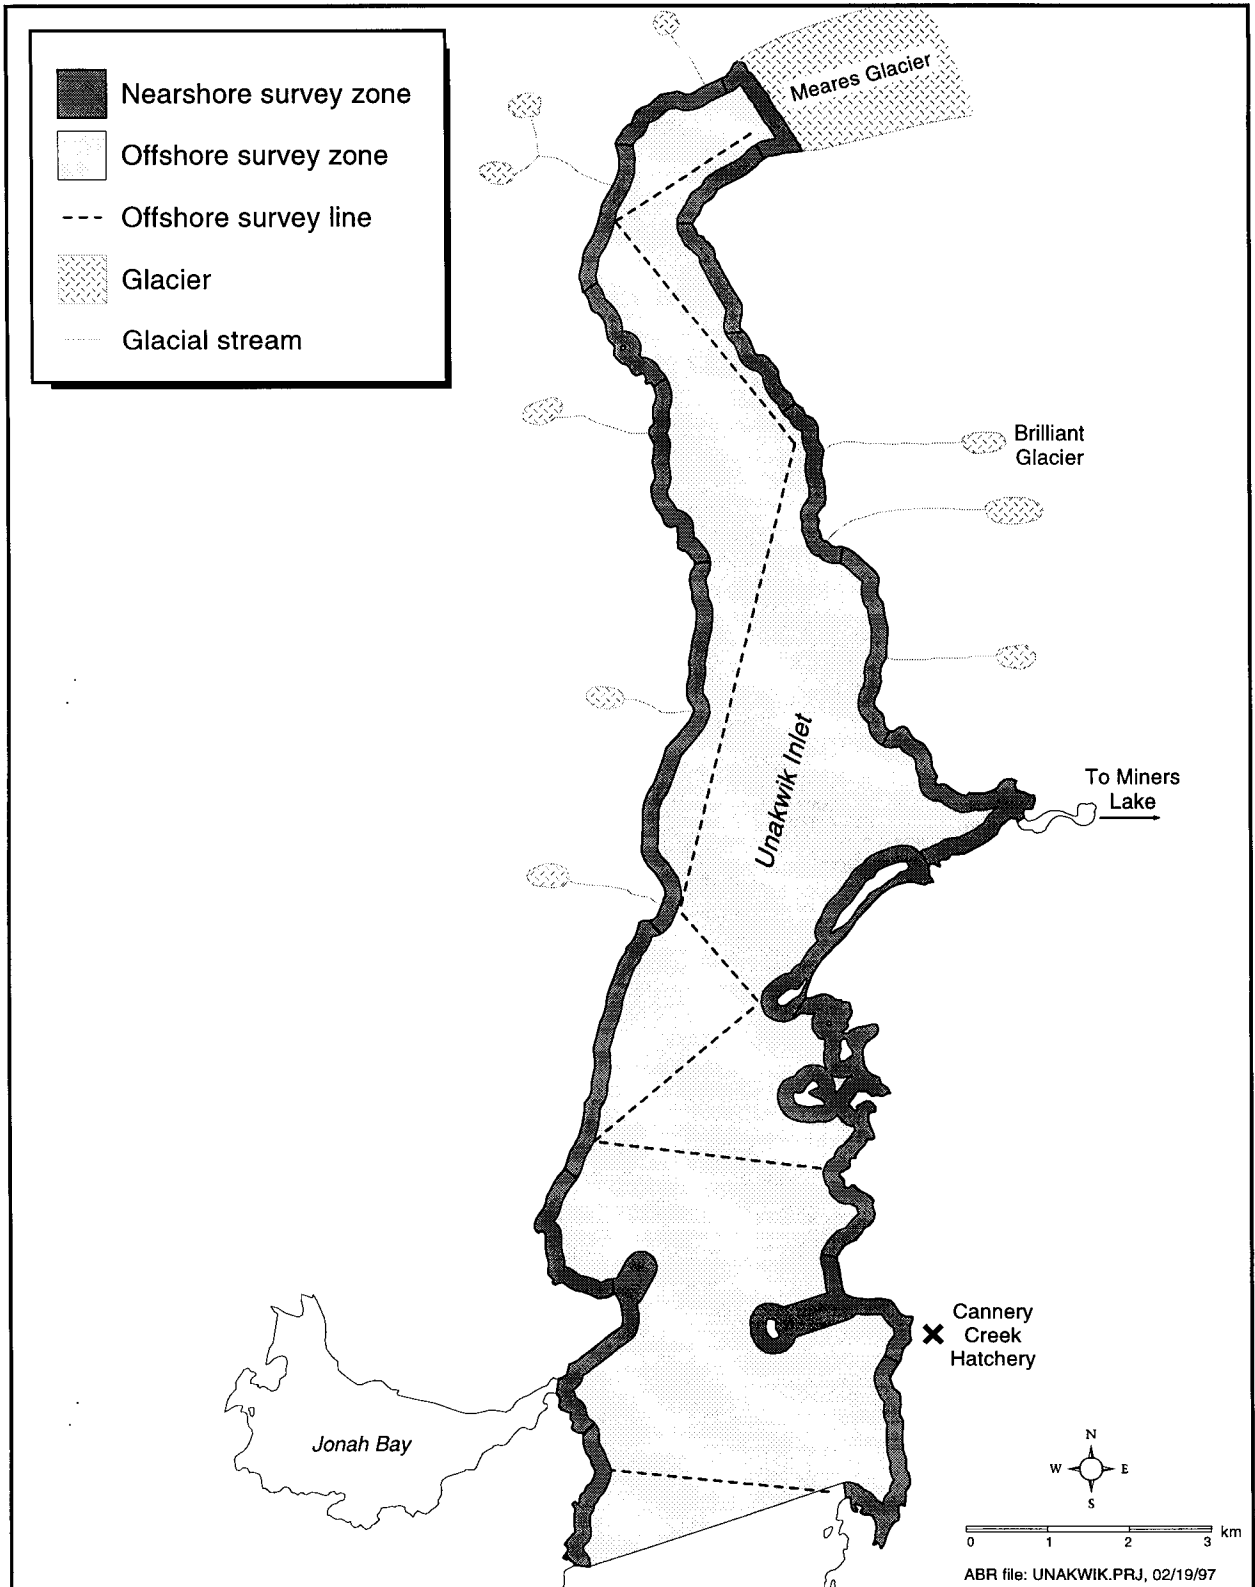 Nearshore survey zone
Offshore survey zone
Offshore survey line
Glacier
Glacial stream
Meares Glacier
Brilliant
Glacier
Unakwik Inlet
To Miners
Lake
Cannery
Creek
Hatchery
Jonah Bay
N
W E
S
0 1 2 3 km
ABR file: UNAKWIK.PRJ, 02/19/97